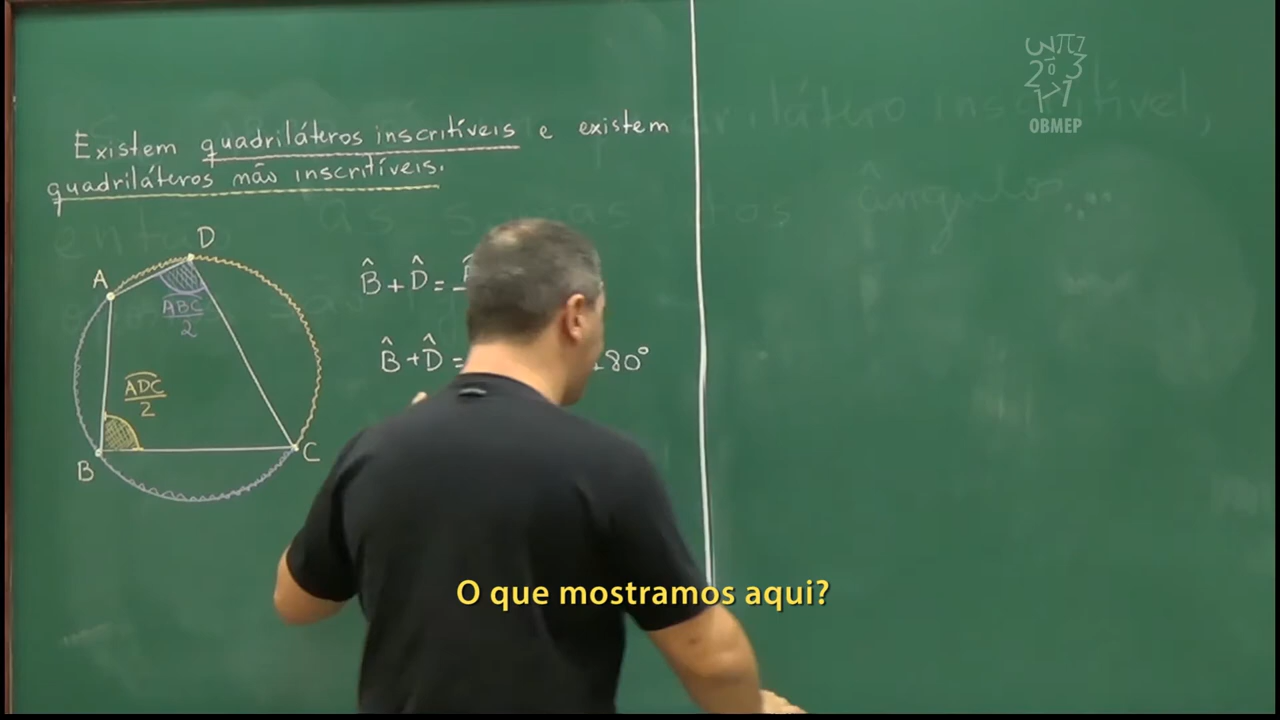 Existem quadriláteros inscritíveis e existem
quadriláteros não inscritíveis.
D
A
ABC
2
ADC
2
B
C
B̂+D̂=
B̂+D̂=
80°
O que mostramos aqui?
OBMEP